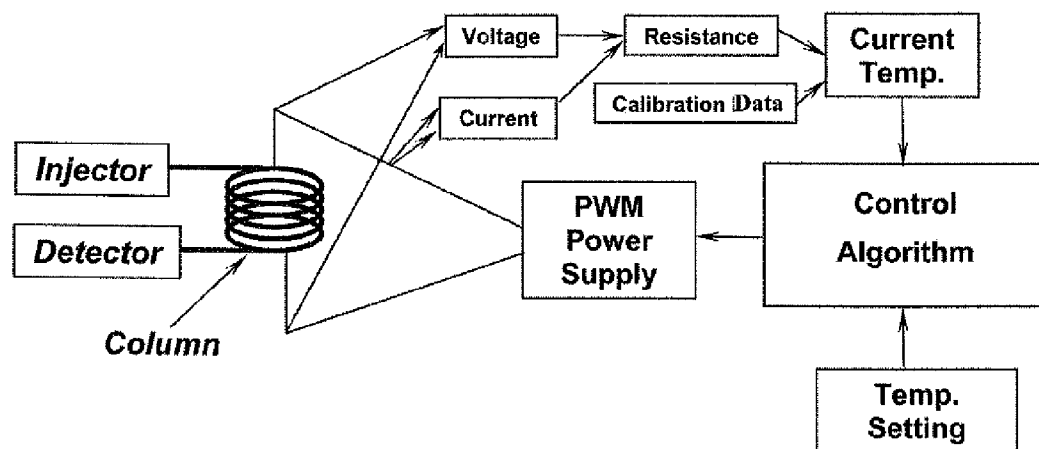 Voltage
Resistance
Current
Temp.
Calibration Data
Current
Injector
Detector
Column
PWM
Power
Supply
Control
Algorithm
Temp.
Setting